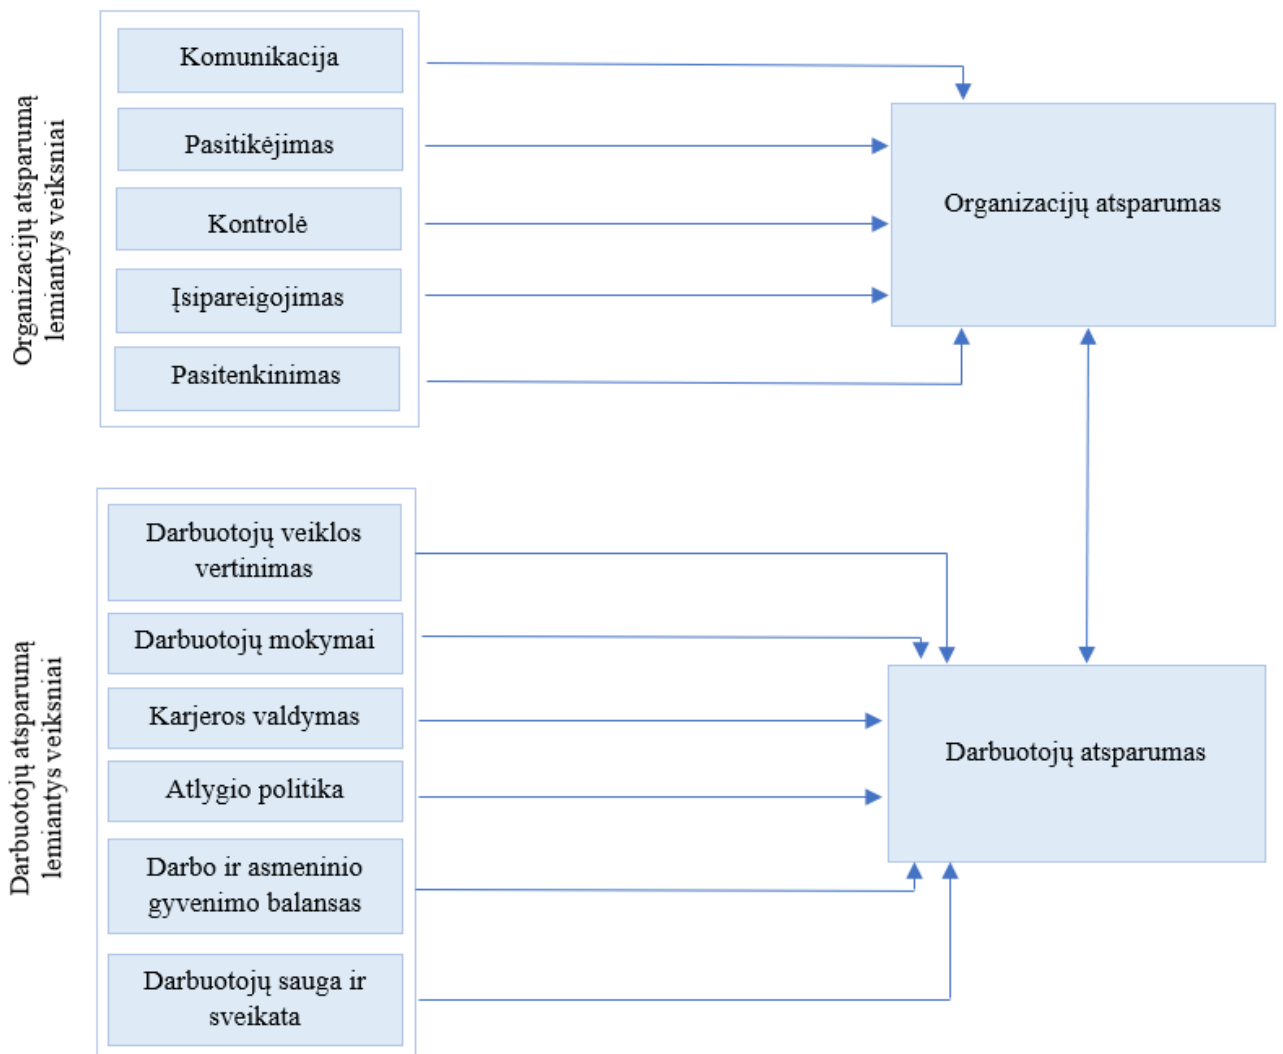 Organizacijų atsparumą
lemiantys veiksniai
Komunikacija
Pasitikėjimas
Kontrolė
Įsipareigojimas
Pasitenkinimas
Organizacijų atsparumas
Darbuotojų atsparumą
lemiantys veiksniai
Darbuotojų veiklos
vertinimas
Darbuotojų mokymai
Karjeros valdymas
Atlygio politika
Darbo ir asmeninio
gyvenimo balansas
Darbuotojų sauga ir
sveikata
Darbuotojų atsparumas